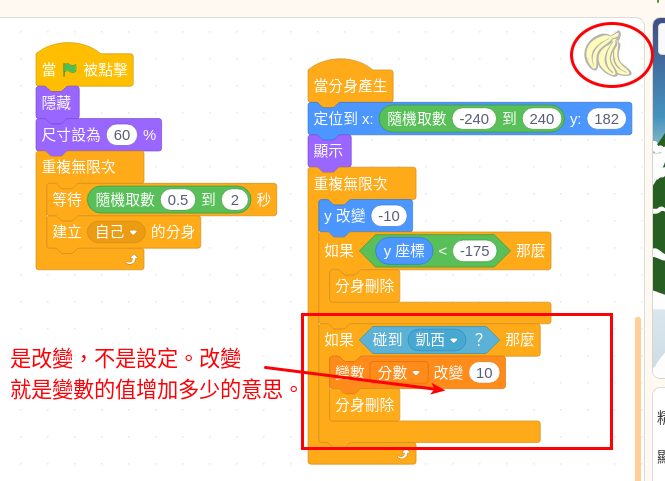 當 被點擊
隱藏
尺寸設為 60 %
重複無限次
等待 隨機取數 0.5 到 2 秒
建立 自己 的分身
當分身產生
定位到 x: 隨機取數 -240 到 240 y: 182
顯示
重複無限次
y 改變 -10
如果 y 座標 < -175 那麼
分身刪除
如果 碰到 凱西 ? 那麼
變數 分數 改變 10
分身刪除
是改變，不是設定。改變
就是變數的值增加多少的意思。